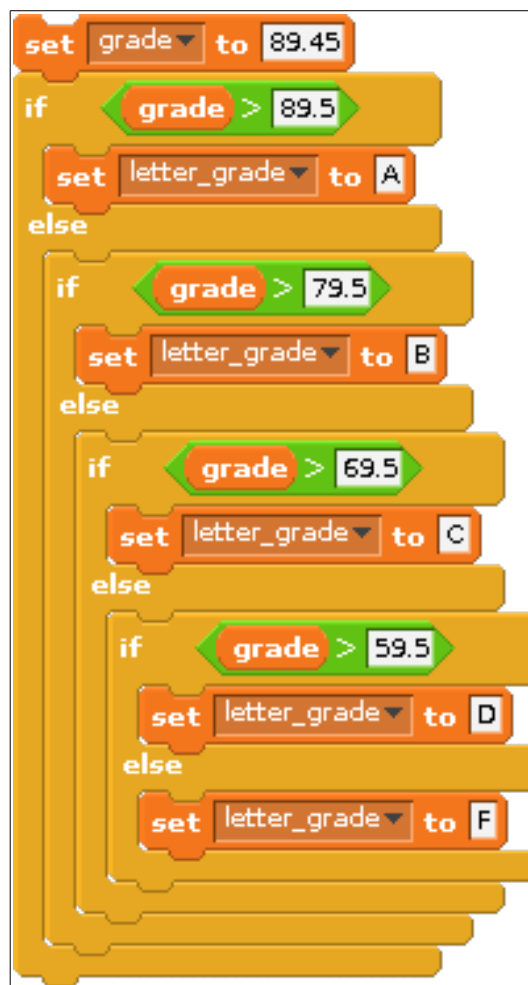 set grade to 89.45
if grade > 89.5
set letter_grade to A
else
if grade > 79.5
set letter_grade to B
else
if grade > 69.5
set letter_grade to C
else
if grade > 59.5
set letter_grade to D
else
set letter_grade to F